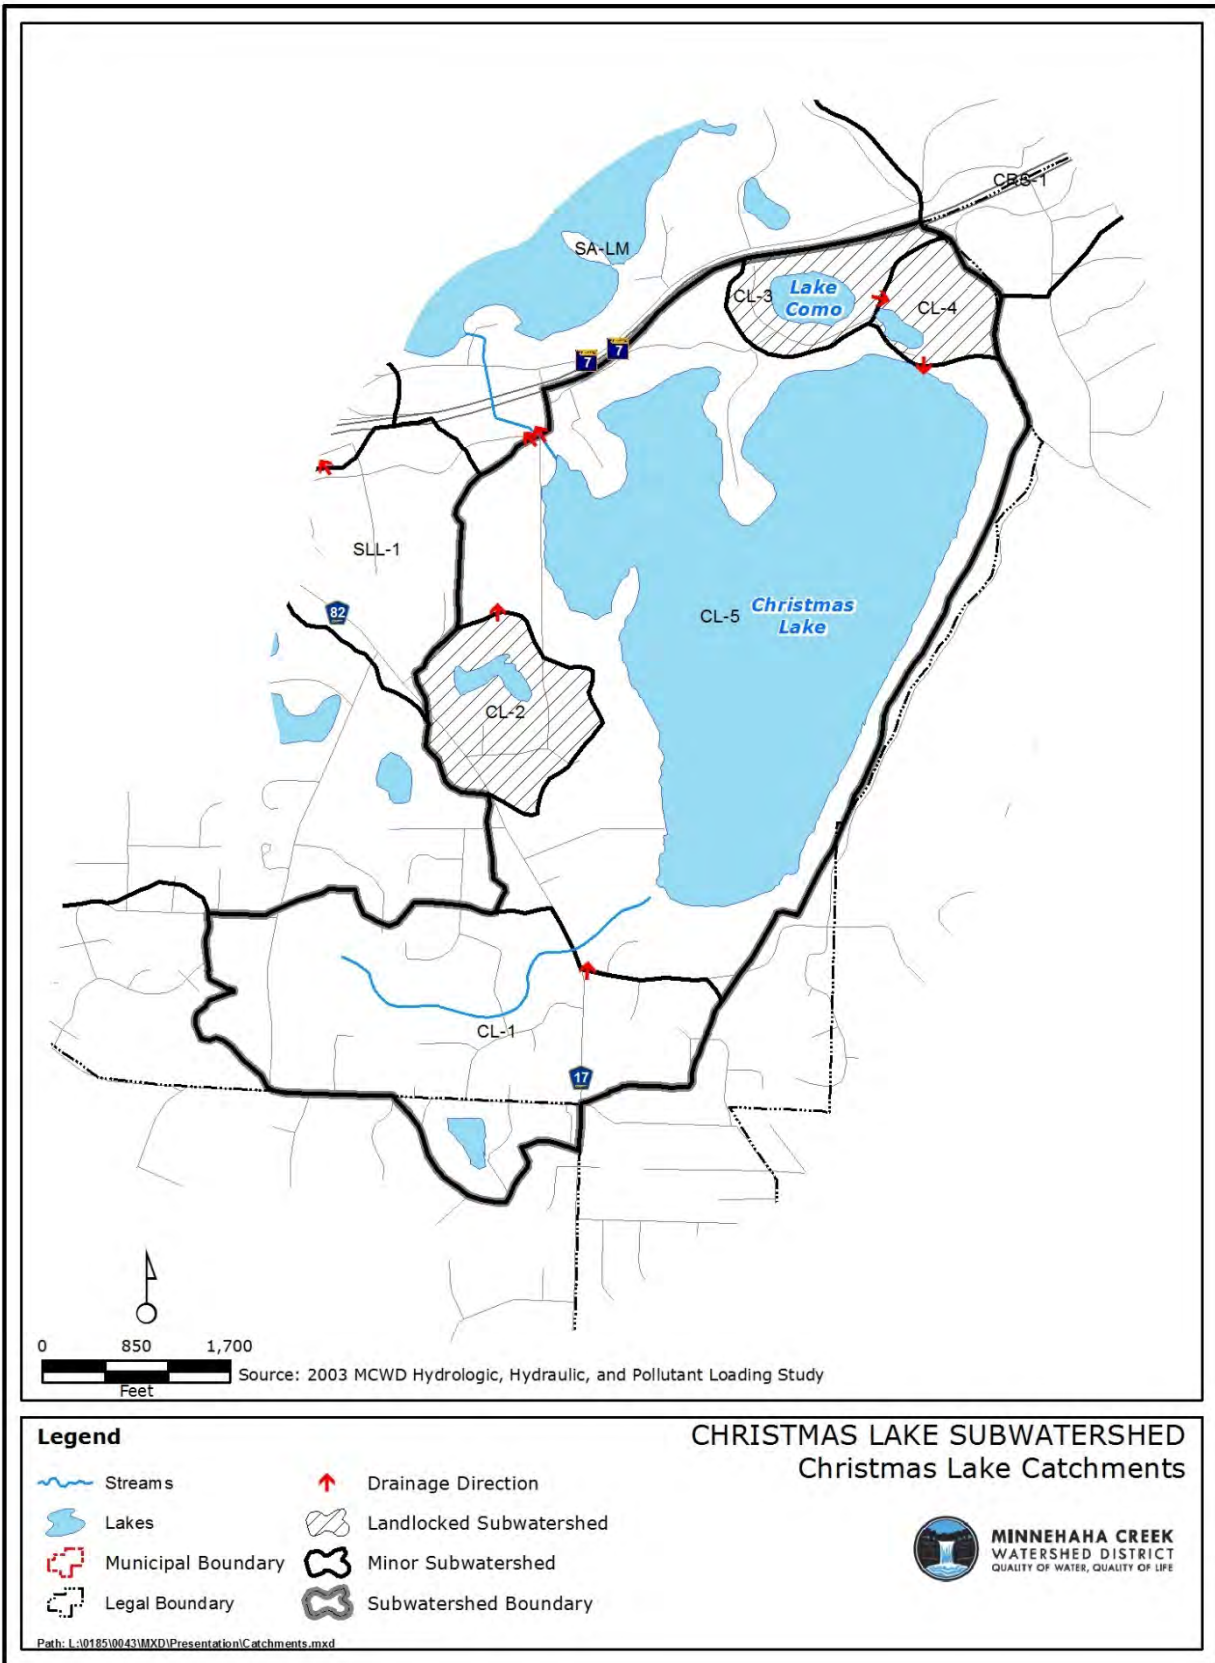 CRS-1
SA-LM
CL-3
Lake
Como
CL-4
7
7
SLL-1
82
CL-5
Christmas
Lake
CL-2
CL-1
17
0 850 1,700
Feet
Source: 2003 MCWD Hydrologic, Hydraulic, and Pollutant Loading Study
Legend
Streams
Lakes
Municipal Boundary
Legal Boundary
Drainage Direction
Landlocked Subwatershed
Minor Subwatershed
Subwatershed Boundary
Path: L:\0185\0043\MXD\Presentation\Catchments.mxd
CHRISTMAS LAKE SUBWATERSHED
Christmas Lake Catchments
MINNEHAHA CREEK
WATERSHED DISTRICT
QUALITY OF WATER, QUALITY OF LIFE